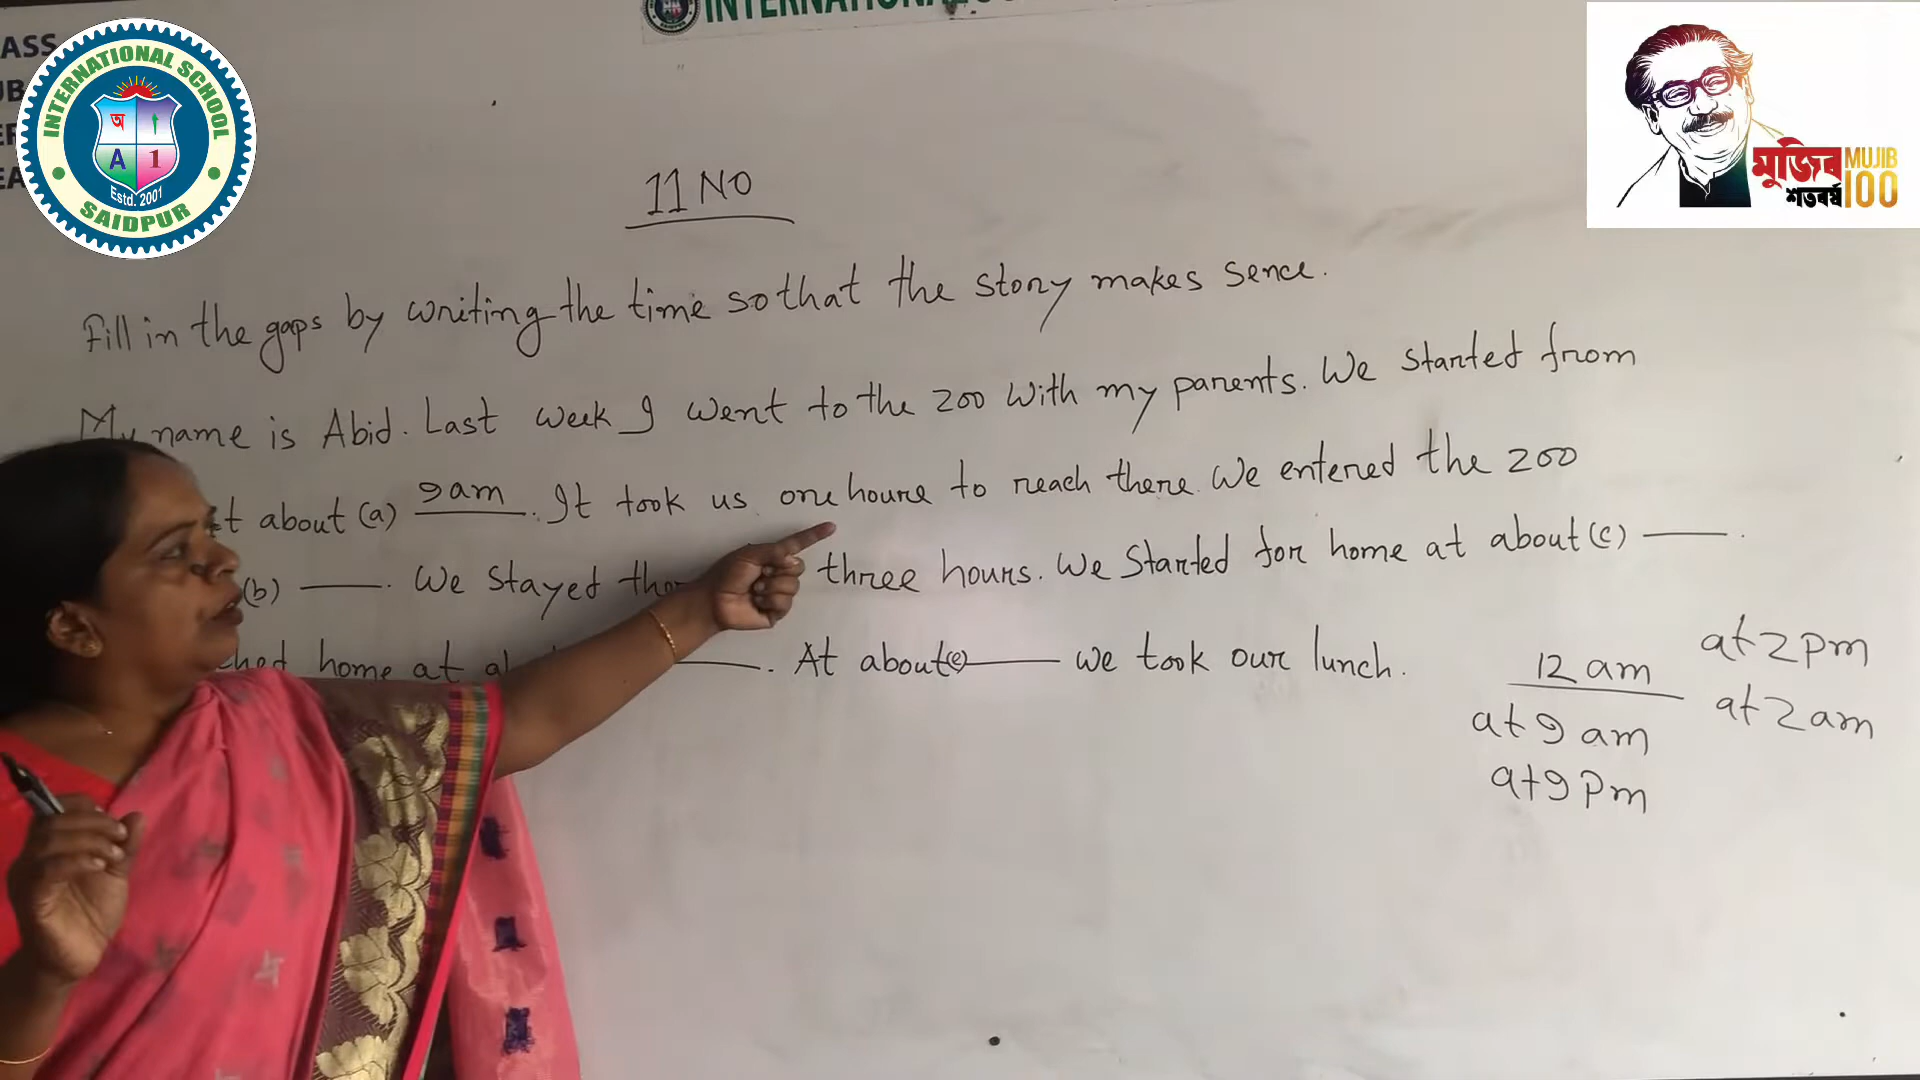 INTERNATIONAL SCHOOL
অ
A 1
Estd. 2001
SAIDPUR
মুজিব MUJIB
শতবর্ষ 100
11 NO
Fill in the gaps by writing the time so that the story makes sence.
My name is Abid. Last week I went to the zoo with my parents. We started from
at about (a) 9 am. It took us one houre to reach there. We entered the zoo
(b) ——. We stayed three hours. We started for home at about (c) ——.
home at ——. At about (e) —— we took our lunch.
12 am
at 9 am
at 9 pm
at 2 pm
at 2 am